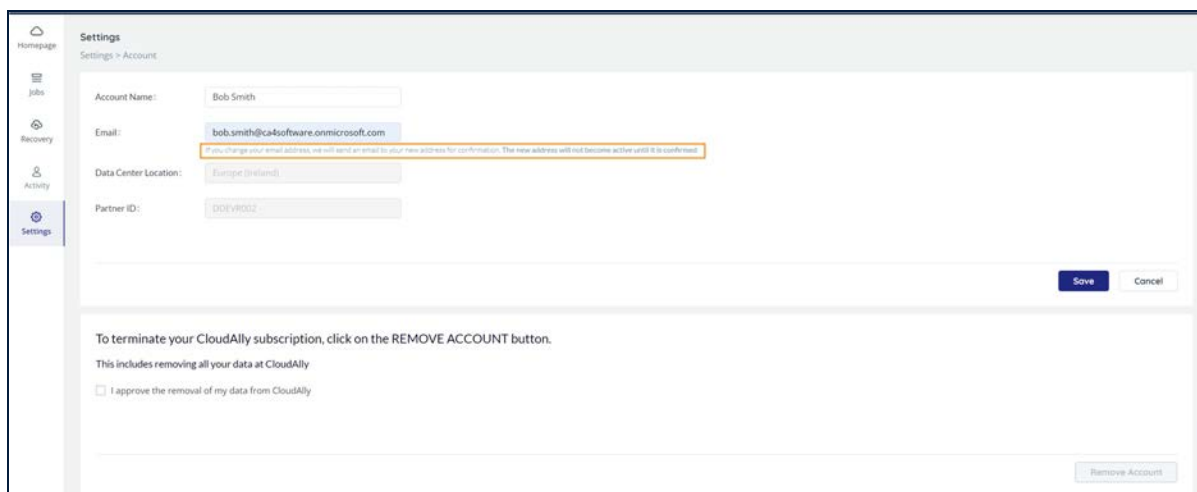 Homepage
Jobs
Recovery
Activity
Settings
Settings
Settings > Account
Account Name :
Bob Smith
Email :
bob.smith@ca4software.onmicrosoft.com
If you change your email address, we will send an email to your new address for confirmation. The new address will not become active until it is confirmed
Data Center Location :
Europe (Ireland)
Partner ID :
DOEVR002
Save
Cancel
To terminate your CloudAlly subscription, click on the REMOVE ACCOUNT button.
This includes removing all your data at CloudAlly
I approve the removal of my data from CloudAlly
Remove Account